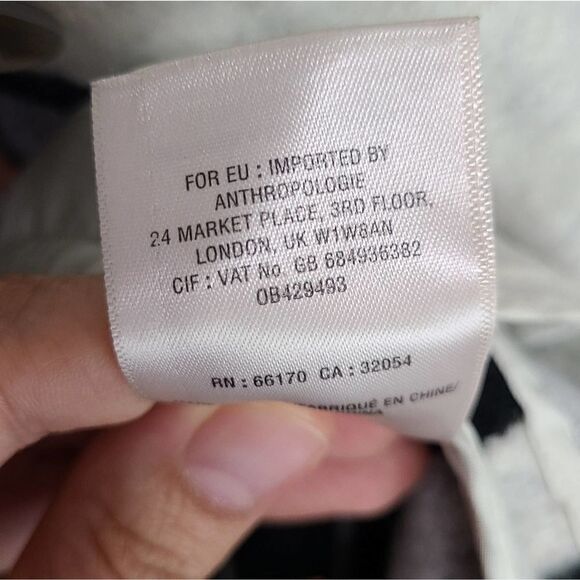 FOR EU : IMPORTED BY
ANTHROPOLOGIE
24 MARKET PLACE, 3RD FLOOR,
LONDON, UK W1W8AN
CIF : VAT No. GB 684936382
OB429493
RN : 66170 CA : 32054
EN CHINE/